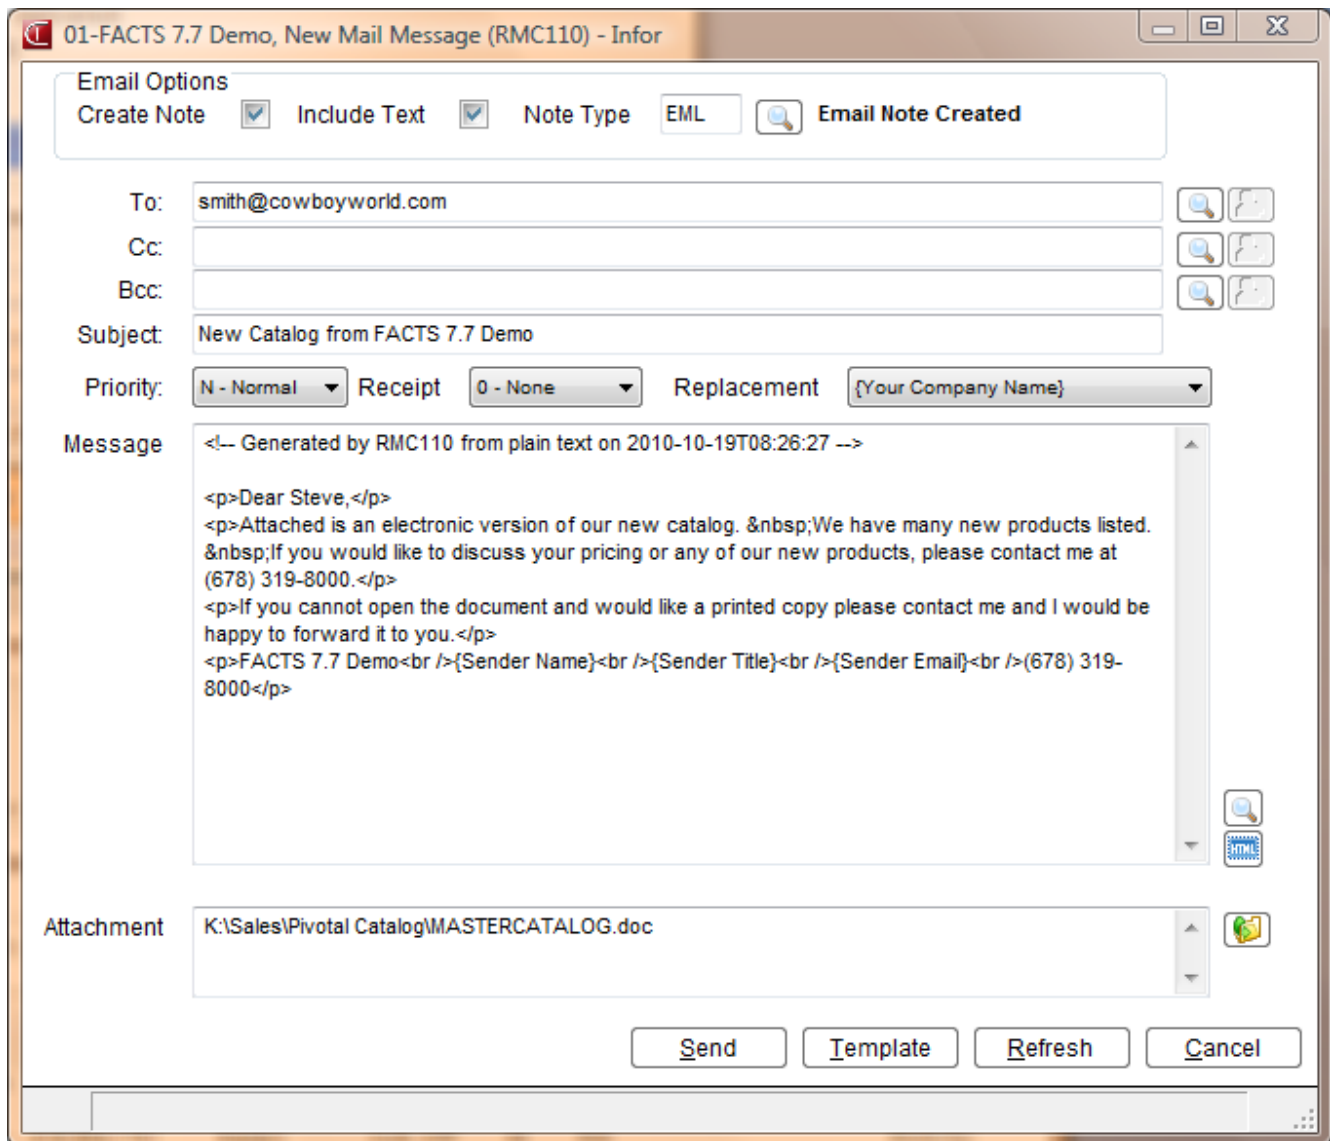 01-FACTS 7.7 Demo, New Mail Message (RMC110) - Infor
Email Options
Create Note Include Text Note Type EML Email Note Created
To: smith@cowboyworld.com
Cc:
Bcc:
Subject: New Catalog from FACTS 7.7 Demo
Priority: N - Normal Receipt 0 - None Replacement {Your Company Name}
Message <!-- Generated by RMC110 from plain text on 2010-10-19T08:26:27 -->
<p>Dear Steve,</p>
<p>Attached is an electronic version of our new catalog. &nbsp;We have many new products listed.
&nbsp;If you would like to discuss your pricing or any of our new products, please contact me at
(678) 319-8000.</p>
<p>If you cannot open the document and would like a printed copy please contact me and I would be
happy to forward it to you.</p>
<p>FACTS 7.7 Demo<br />{Sender Name}<br />{Sender Title}<br />{Sender Email}<br />(678) 319-
8000</p>
HTML
Attachment K:\Sales\Pivotal Catalog\MASTERCATALOG.doc
Send Template Refresh Cancel